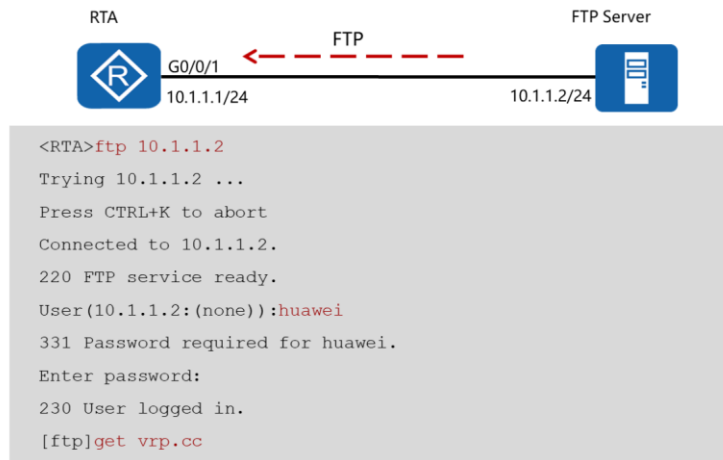 RTA
FTP Server
FTP
R
G0/0/1
10.1.1.1/24
10.1.1.2/24
<RTA>ftp 10.1.1.2
Trying 10.1.1.2 ...
Press CTRL+K to abort
Connected to 10.1.1.2.
220 FTP service ready.
User(10.1.1.2:(none)):huawei
331 Password required for huawei.
Enter password:
230 User logged in.
[ftp]get vrp.cc